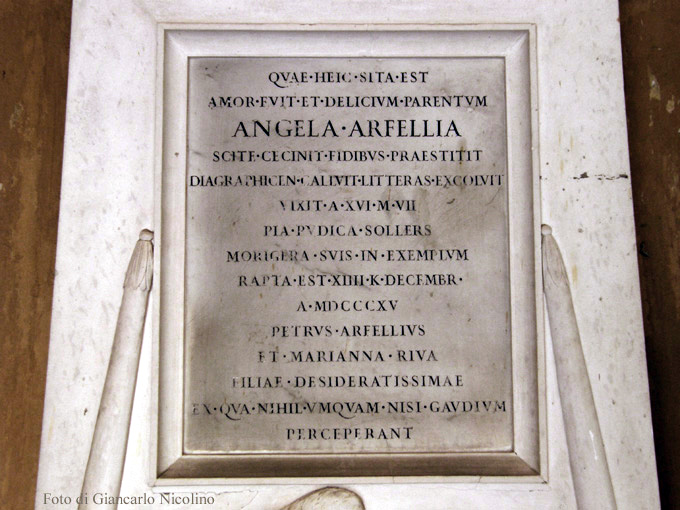 QVAE·HEIC·SITA·EST
AMOR·FVIT·ET·DELICIVM·PARENTVM
ANGELA·ARFELLIA
SCITE·CECINIT·FIDIBVS·PRAESTITIT
DIAGRAPHICEN·CALLVIT·LITTERAS·EXCOLVIT
VIXIT·A·XVI·M·VII
PIA·PVDICA·SOLLERS
MORIGERA·SVIS·IN·EXEMPLVM
RAPTA·EST·XIIII·K·DECEMBR·
A·MDCCCXV
PETRVS·ARFELLIVS
ET·MARIANNA·RIVA
FILIAE·DESIDERATISSIMAE
EX·QVA·NIHIL·VMQVAM·NISI·GAVDIVM
PERCEPERANT
Foto di Giancarlo Nicolino